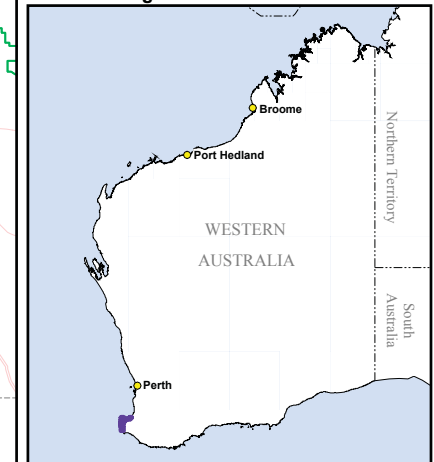 Broome
Port Hedland
WESTERN
AUSTRALIA
Northern Territory
South
Australia
Perth